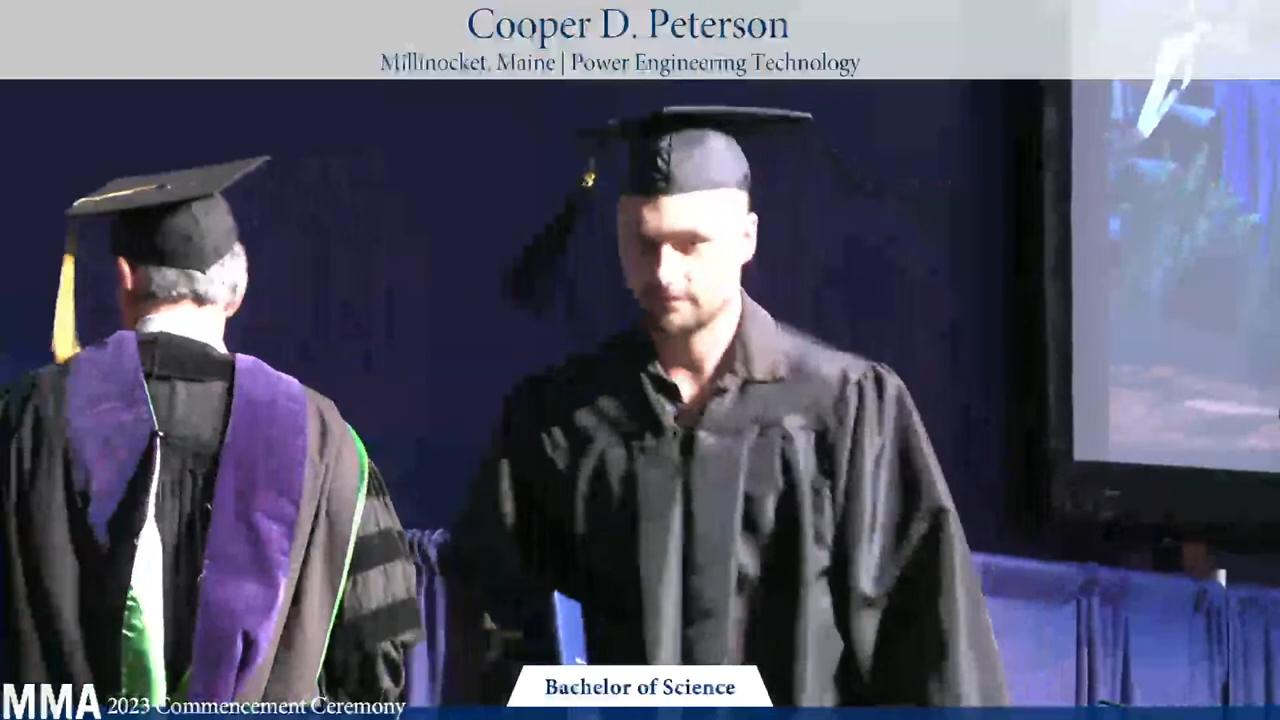 Cooper D. Peterson
Millinocket, Maine | Power Engineering Technology
Bachelor of Science
MMA 2023 Commencement Ceremony